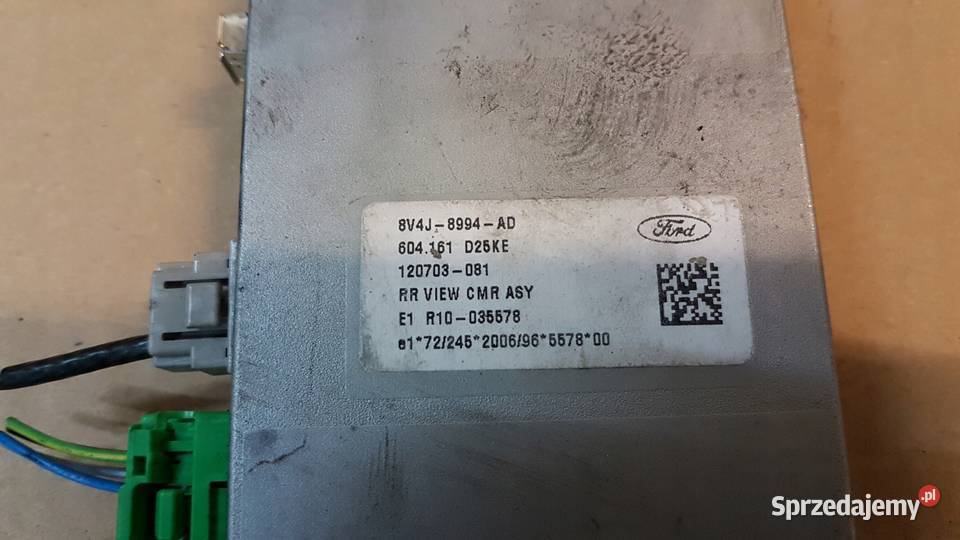 8V4J-8994-AD
Ford
604.161 D25KE
120703-081
RR VIEW CMR ASY
E1 R10-035578
e1*72/245*2006/96*5578*00
Sprzedajemy.pl